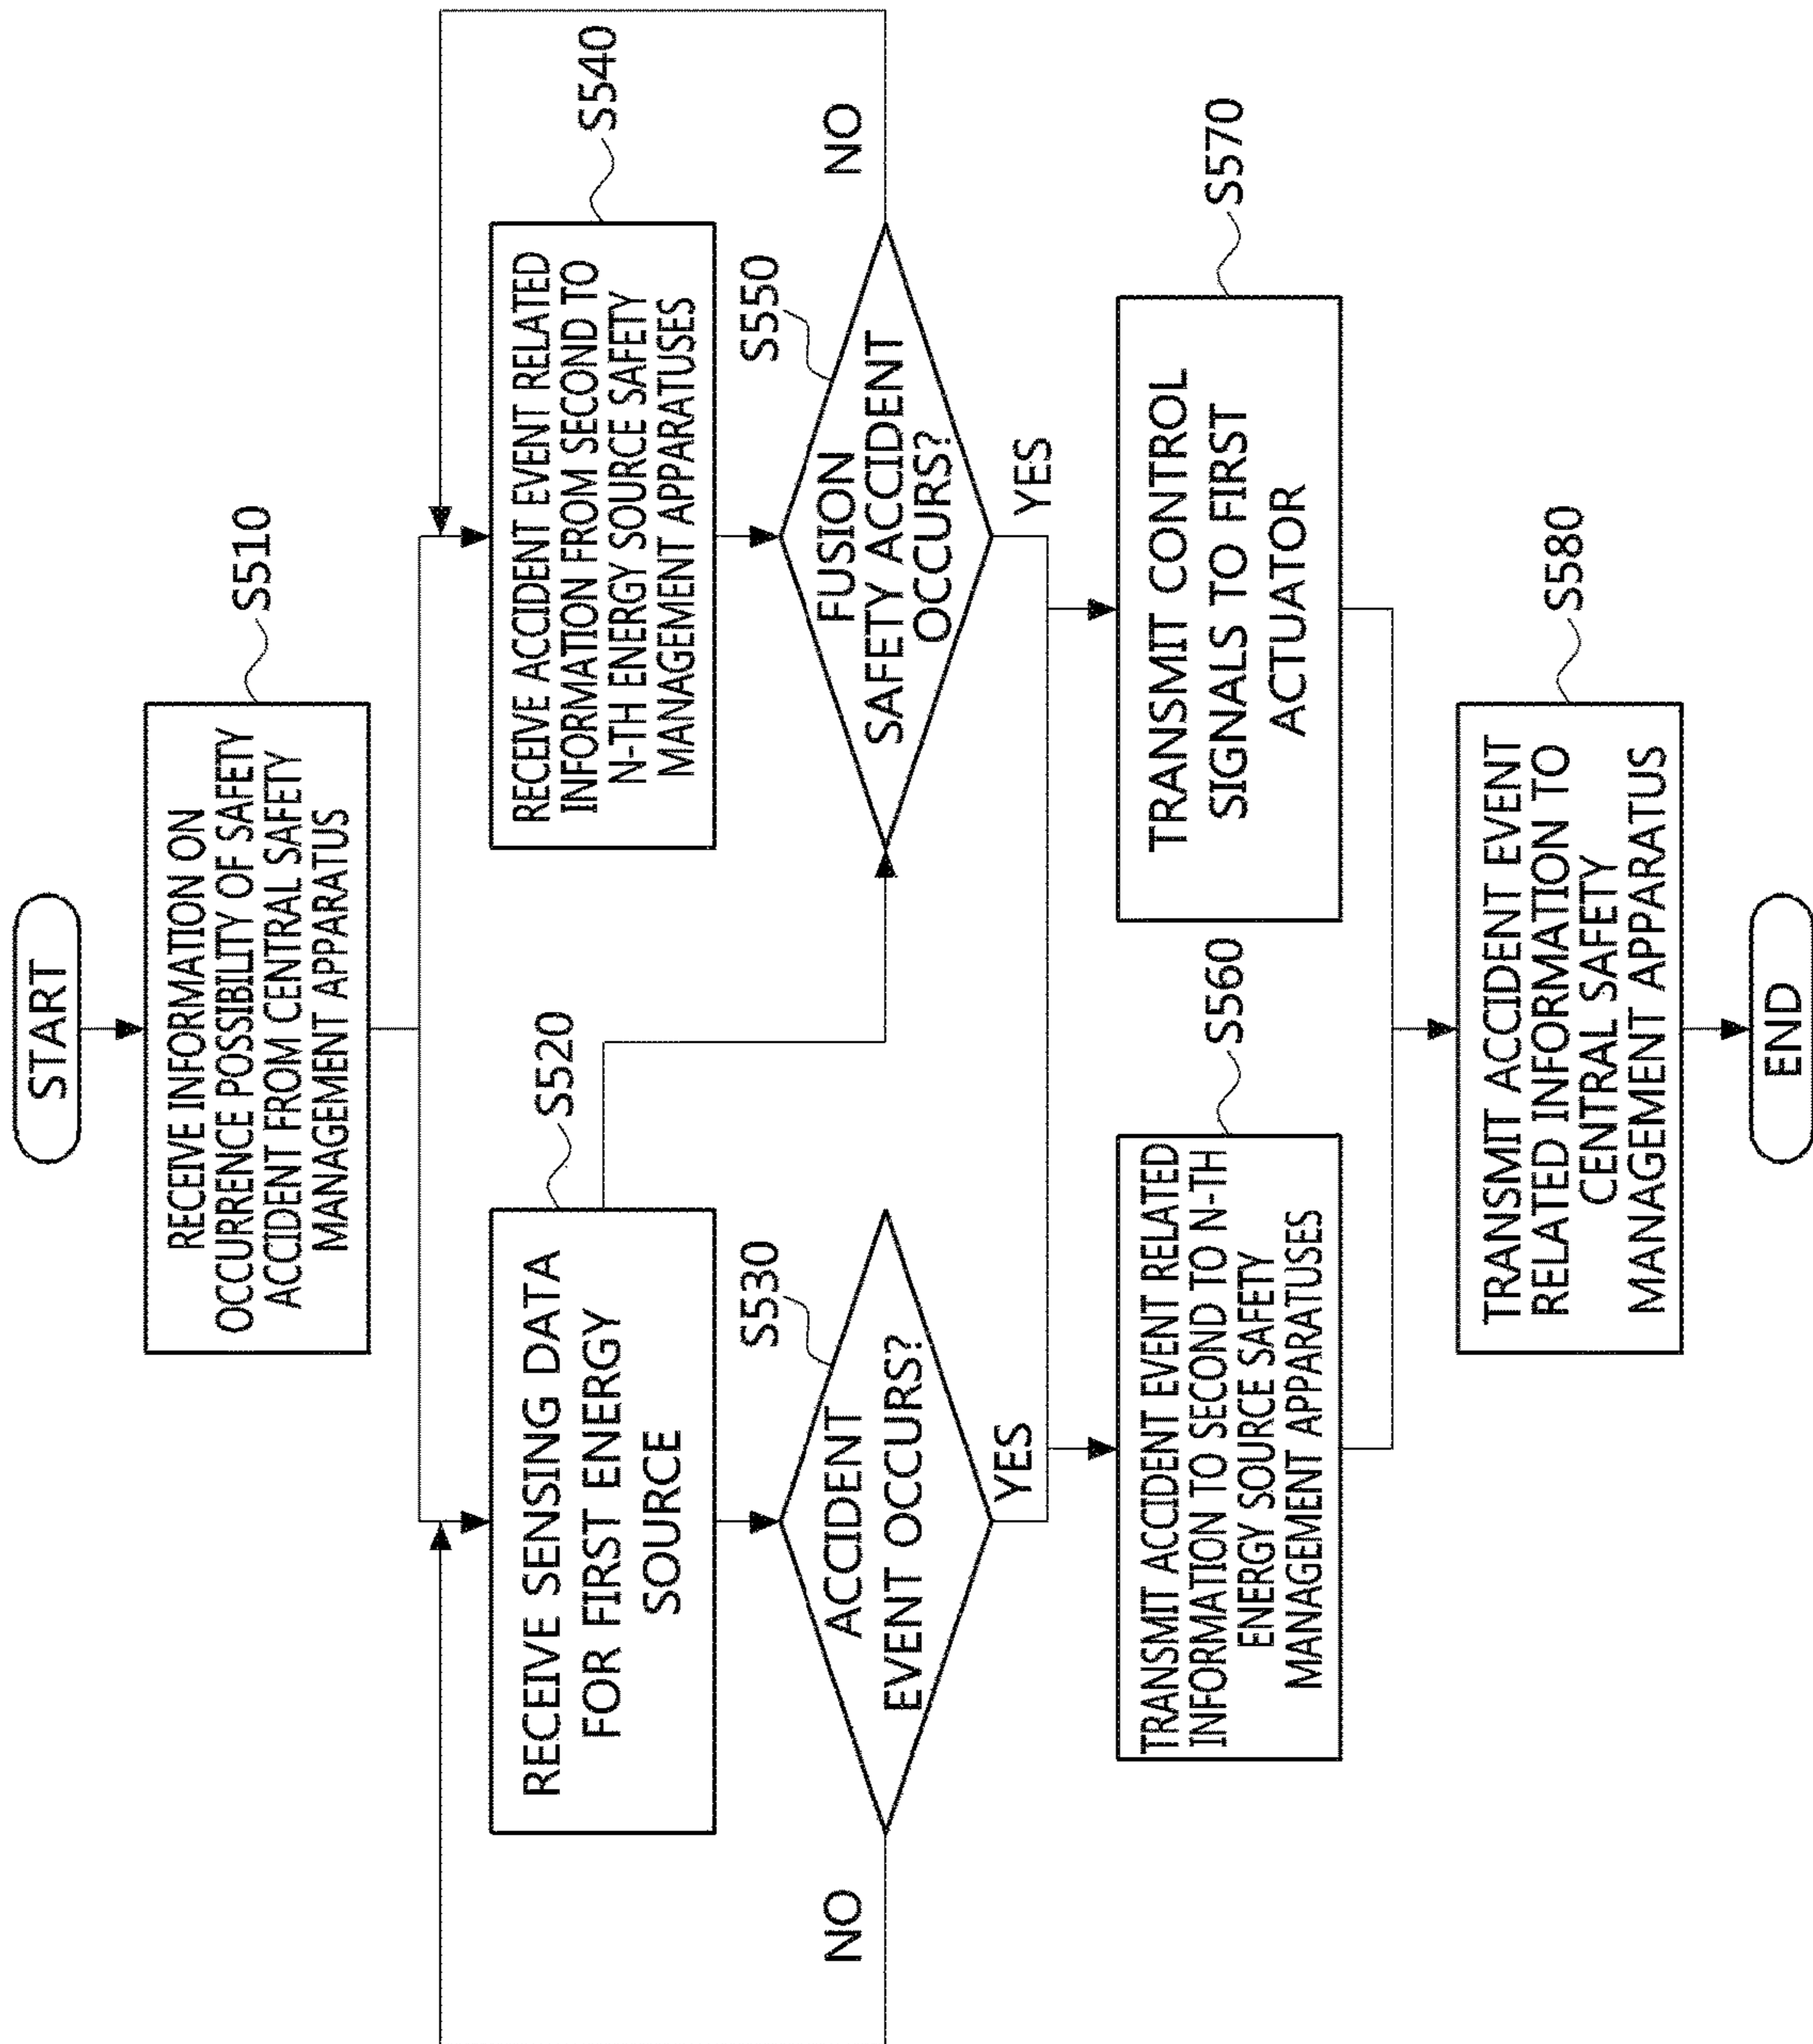 START
S510
RECEIVE INFORMATION ON
OCCURRENCE POSSIBILITY OF SAFETY
ACCIDENT FROM CENTRAL SAFETY
MANAGEMENT APPARATUS
S520
RECEIVE SENSING DATA
FOR FIRST ENERGY
SOURCE
S540
RECEIVE ACCIDENT EVENT RELATED
INFORMATION FROM SECOND TO
N-TH ENERGY SOURCE SAFETY
MANAGEMENT APPARATUSES
S530
ACCIDENT
EVENT OCCURS?
NO
YES
S550
FUSION
SAFETY ACCIDENT
OCCURS?
NO
YES
S560
TRANSMIT ACCIDENT EVENT RELATED
INFORMATION TO SECOND TO N-TH
ENERGY SOURCE SAFETY
MANAGEMENT APPARATUSES
S570
TRANSMIT CONTROL
SIGNALS TO FIRST
ACTUATOR
S580
TRANSMIT ACCIDENT EVENT
RELATED INFORMATION TO
CENTRAL SAFETY
MANAGEMENT APPARATUS
END